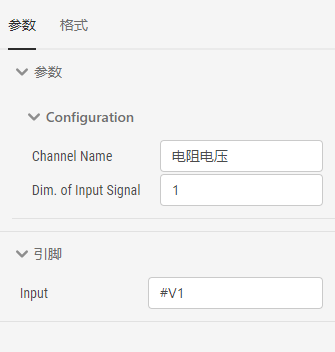 参数 格式
参数
Configuration
Channel Name 电阻电压
Dim. of Input Signal 1
引脚
Input #V1